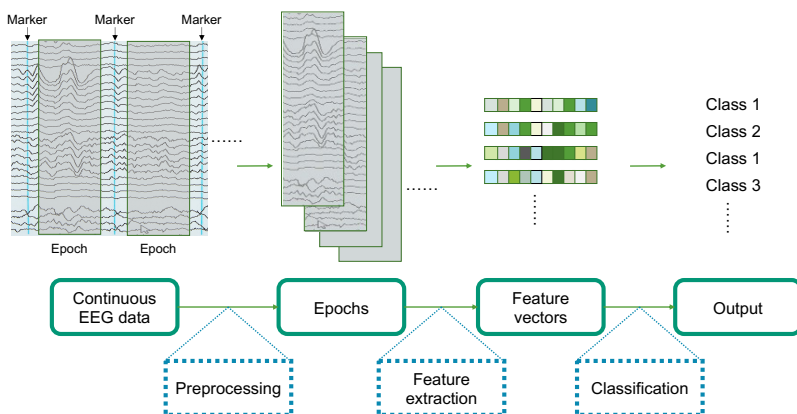 Marker Marker Marker
Epoch Epoch
......
......
Class 1
Class 2
Class 1
Class 3
Continuous
EEG data
Epochs
Feature
vectors
Output
Preprocessing
Feature
extraction
Classification